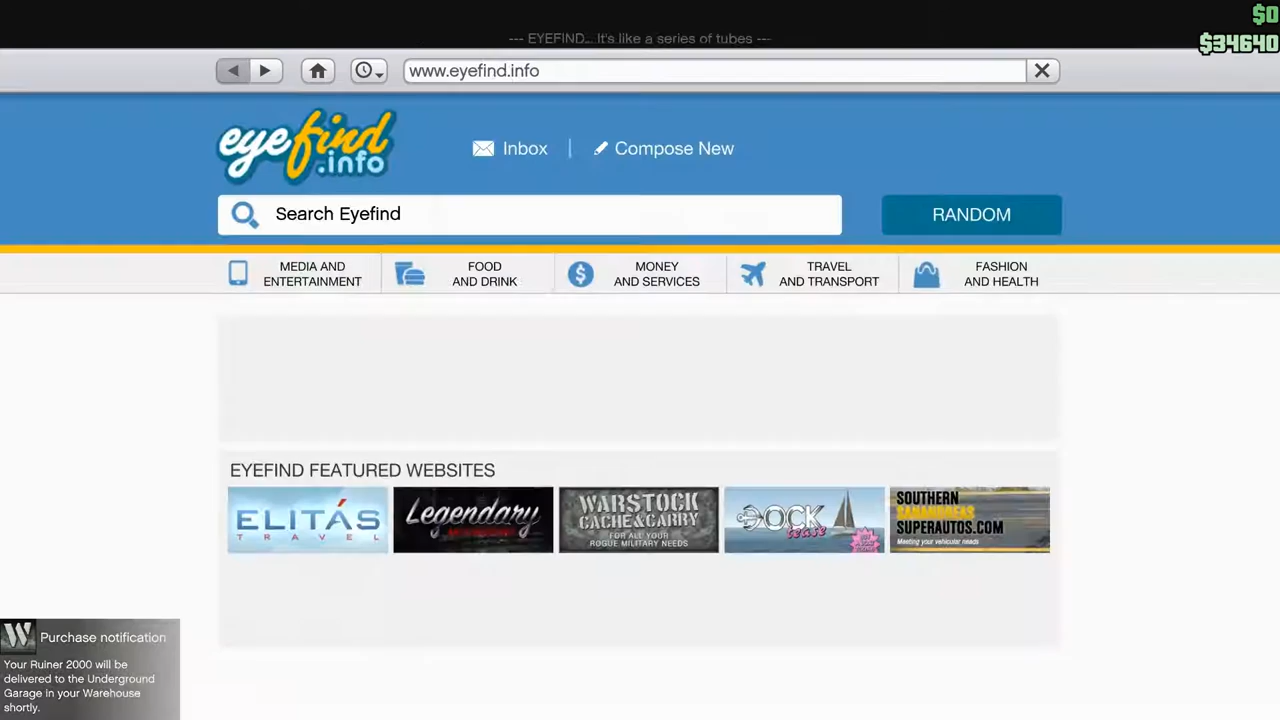 $0
--- EYEFIND... It's like a series of tubes ---
$34640
www.eyefind.info
eyefind
.info
Inbox
Compose New
Search Eyefind
RANDOM
MEDIA AND
ENTERTAINMENT
FOOD
AND DRINK
MONEY
AND SERVICES
TRAVEL
AND TRANSPORT
FASHION
AND HEALTH
EYEFIND FEATURED WEBSITES
ELITÁS
TRAVEL
Legendary
WARSTOCK
CACHE&CARRY
FOR ALL YOUR
ROGUE MILITARY NEEDS
DOCK
tease
SOUTHERN
SAN ANDREAS
SUPERAUTOS.COM
Meeting your vehicular needs
W Purchase notification
Your Ruiner 2000 will be
delivered to the Underground
Garage in your Warehouse
shortly.